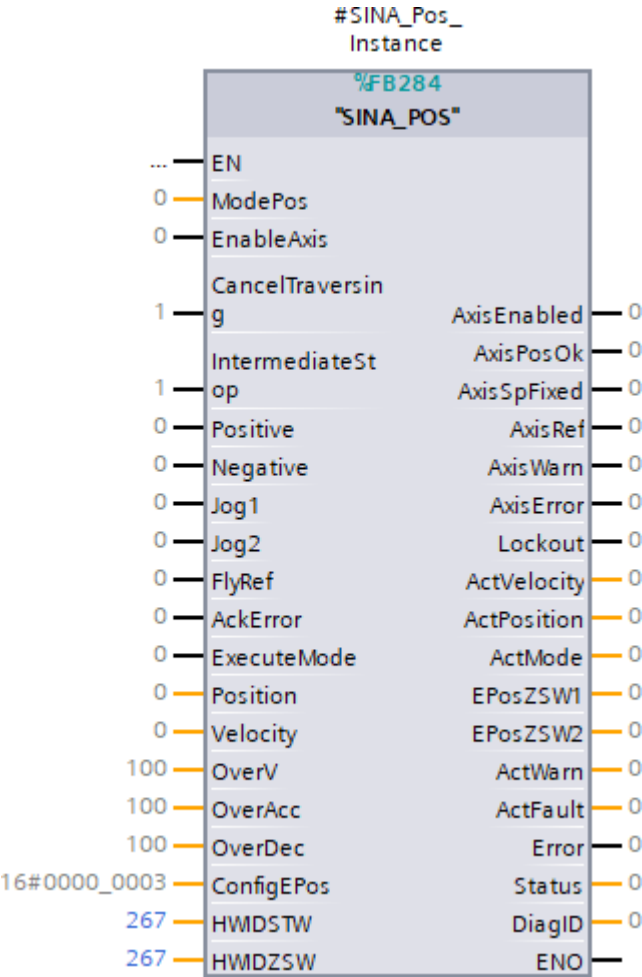 #SINA_Pos_
Instance
%FB284
"SINA_POS"
... EN
0 ModePos
0 EnableAxis
CancelTraversin
1 g AxisEnabled 0
AxisPosOk 0
IntermediateSt
1 op AxisSpFixed 0
0 Positive AxisRef 0
0 Negative AxisWarn 0
0 Jog1 AxisError 0
0 Jog2 Lockout 0
0 FlyRef ActVelocity 0
0 AckError ActPosition 0
0 ExecuteMode ActMode 0
0 Position EPosZSW1 0
0 Velocity EPosZSW2 0
100 OverV ActWarn 0
100 OverAcc ActFault 0
100 OverDec Error 0
16#0000_0003 ConfigEPos Status 0
267 HWIDSTW DiagID 0
267 HWIDZSW ENO